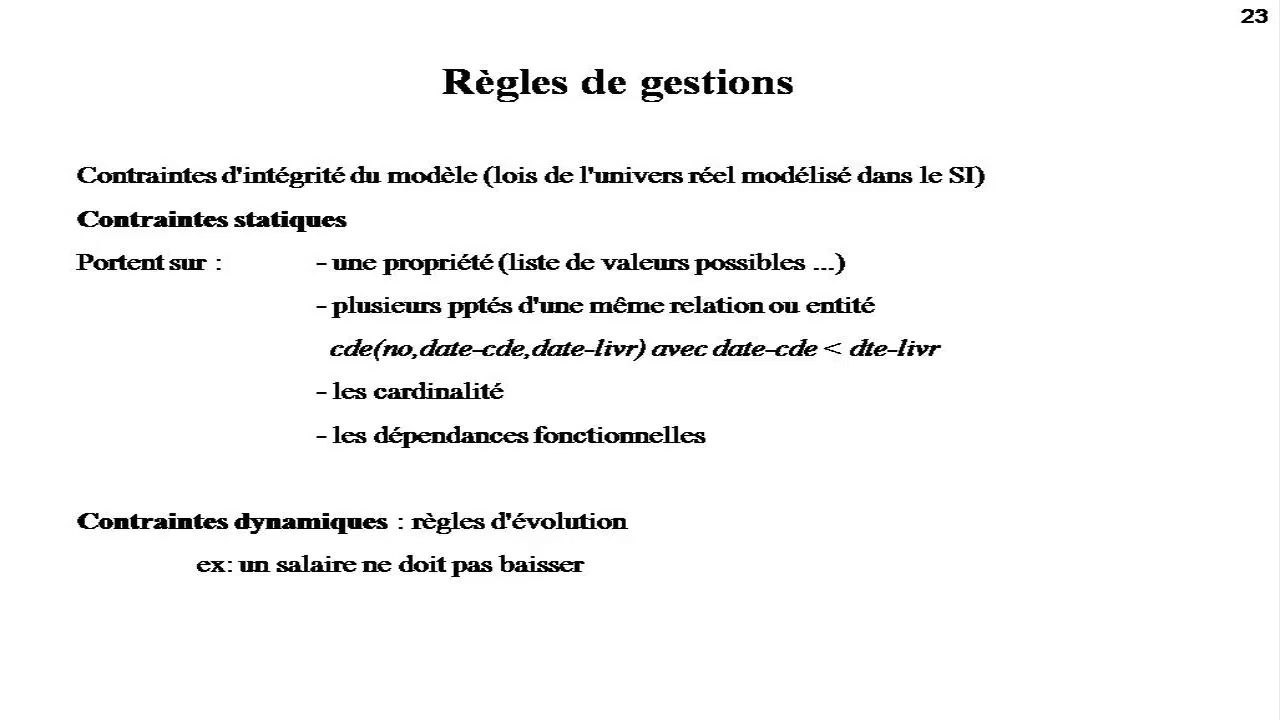 23
Règles de gestions
Contraintes d'intégrité du modèle (lois de l'univers réel modélisé dans le SI)
Contraintes statiques
Portent sur : - une propriété (liste de valeurs possibles ...)
- plusieurs pptés d'une même relation ou entité
cde(no,date-cde,date-livr) avec date-cde < dte-livr
- les cardinalité
- les dépendances fonctionnelles
Contraintes dynamiques : règles d'évolution
ex: un salaire ne doit pas baisser